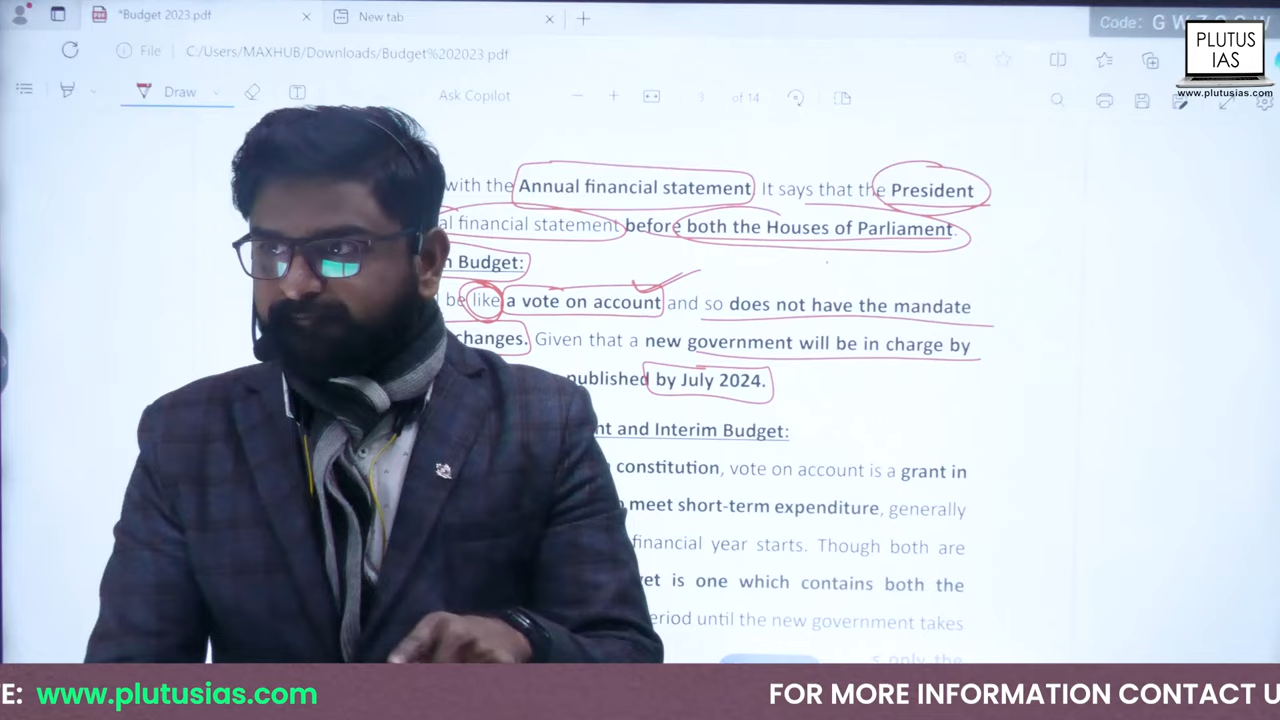 *Budget 2023.pdf
New tab
Code: G W Z
File C:/Users/MAXHUB/Downloads/Budget%202023.pdf
PLUTUS
IAS
www.plutusias.com
Draw
Ask Copilot
3 of 14
with the Annual financial statement It says that the President
al financial statement before both the Houses of Parliament.
Budget:
be like a vote on account and so does not have the mandate
changes. Given that a new government will be in charge by
published by July 2024.
nt and Interim Budget:
constitution, vote on account is a grant in
meet short-term expenditure, generally
financial year starts. Though both are
et is one which contains both the
eriod until the new government takes
s only the
E: www.plutusias.com
FOR MORE INFORMATION CONTACT U